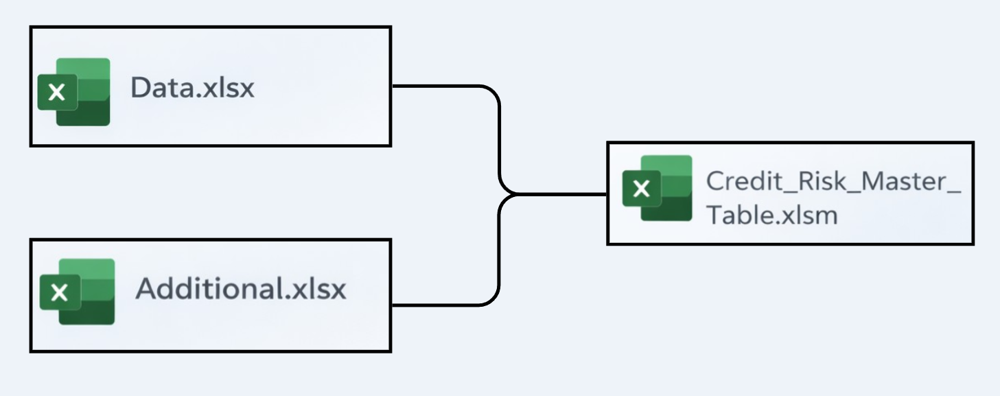 X Data.xlsx
X Additional.xlsx
X Credit_Risk_Master_
Table.xlsm